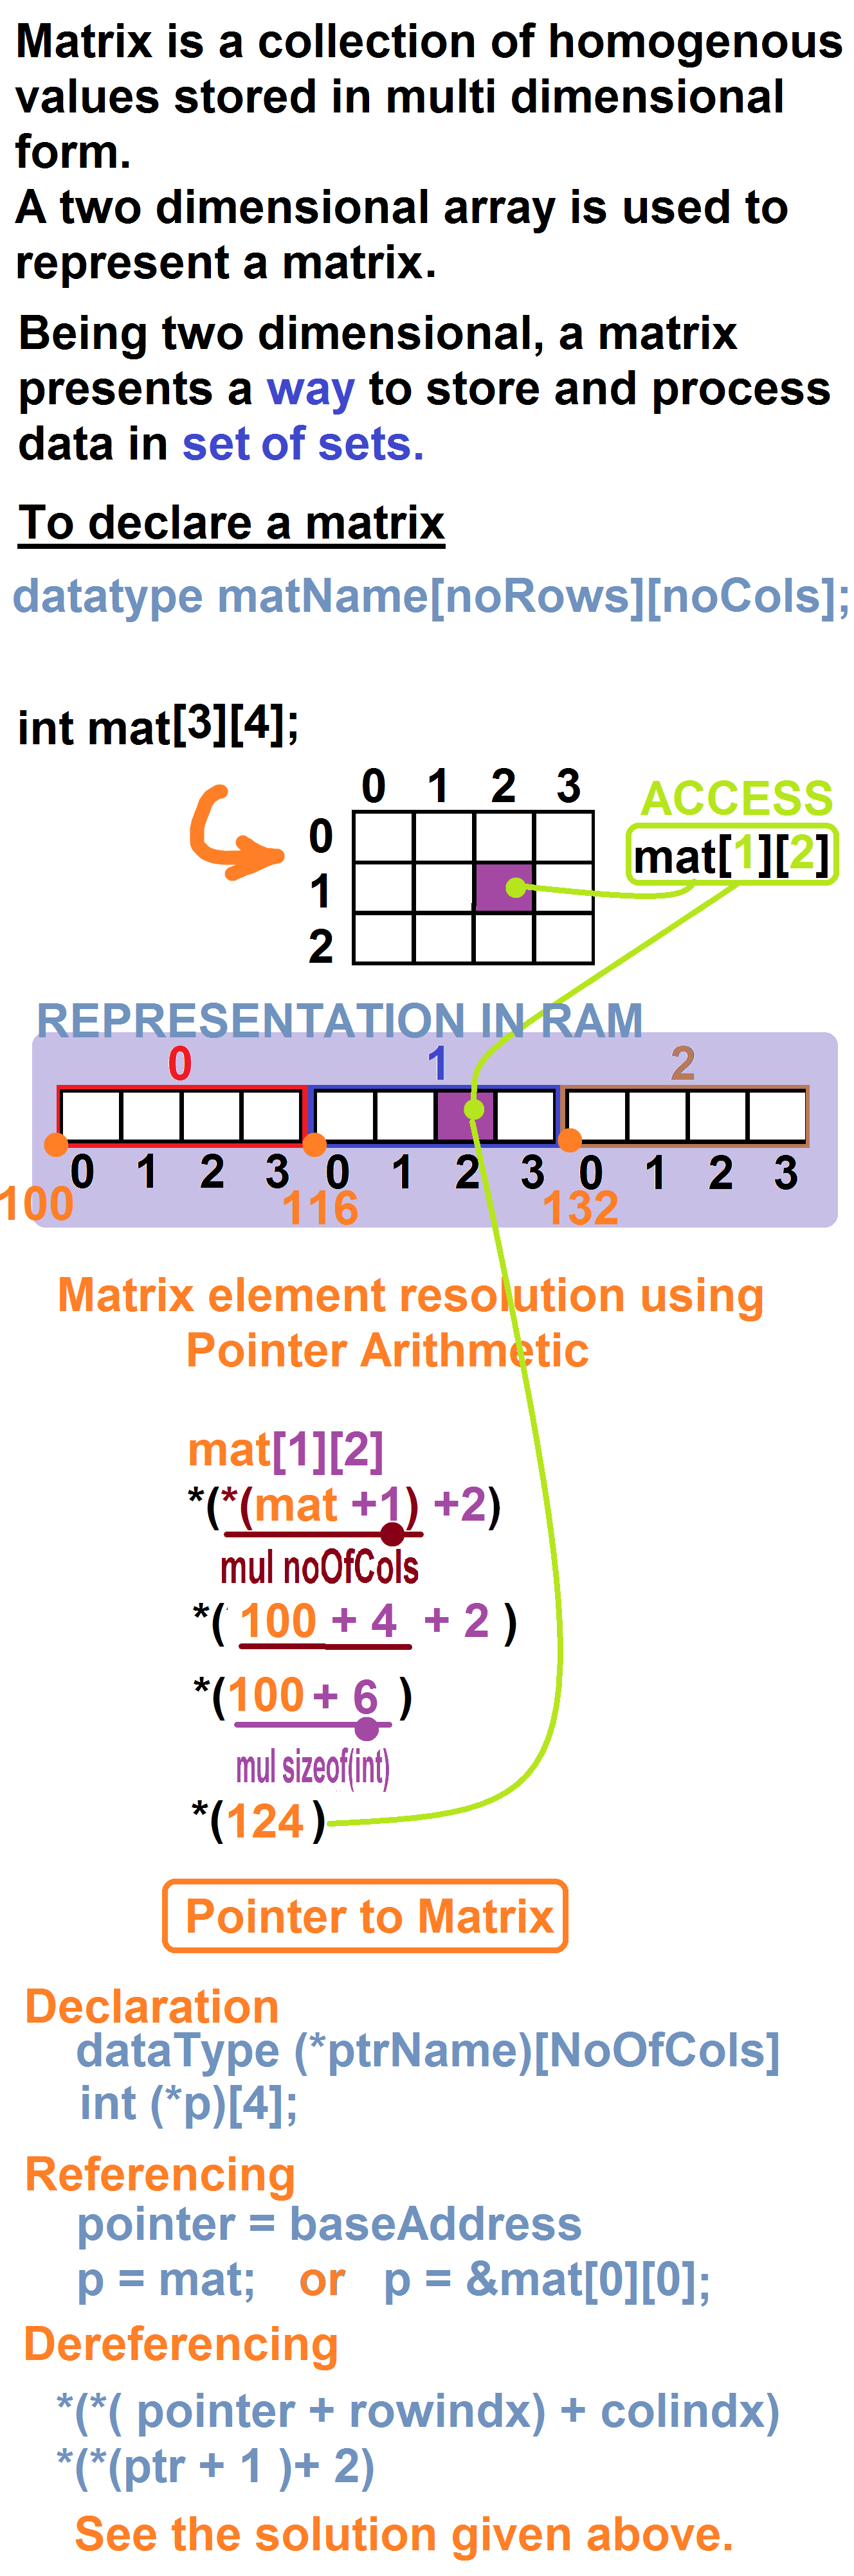 Matrix is a collection of homogenous
values stored in multi dimensional
form.
A two dimensional array is used to
represent a matrix.
Being two dimensional, a matrix
presents a way to store and process
data in set of sets.
To declare a matrix
datatype matName[noRows][noCols];
int mat[3][4];
0 1 2 3
0
1
2
ACCESS
mat[1][2]
REPRESENTATION IN RAM
0 1 2
0 1 2 3 0 1 2 3 0 1 2 3
100 116 132
Matrix element resolution using
Pointer Arithmetic
mat[1][2]
*(*(mat +1) +2)
mul noOfCols
*( 100 + 4 + 2 )
*(100 + 6 )
mul sizeof(int)
*(124 )
Pointer to Matrix
Declaration
dataType (*ptrName)[NoOfCols]
int (*p)[4];
Referencing
pointer = baseAddress
p = mat; or p = &mat[0][0];
Dereferencing
*(*( pointer + rowindx) + colindx)
*(*(ptr + 1 )+ 2)
See the solution given above.